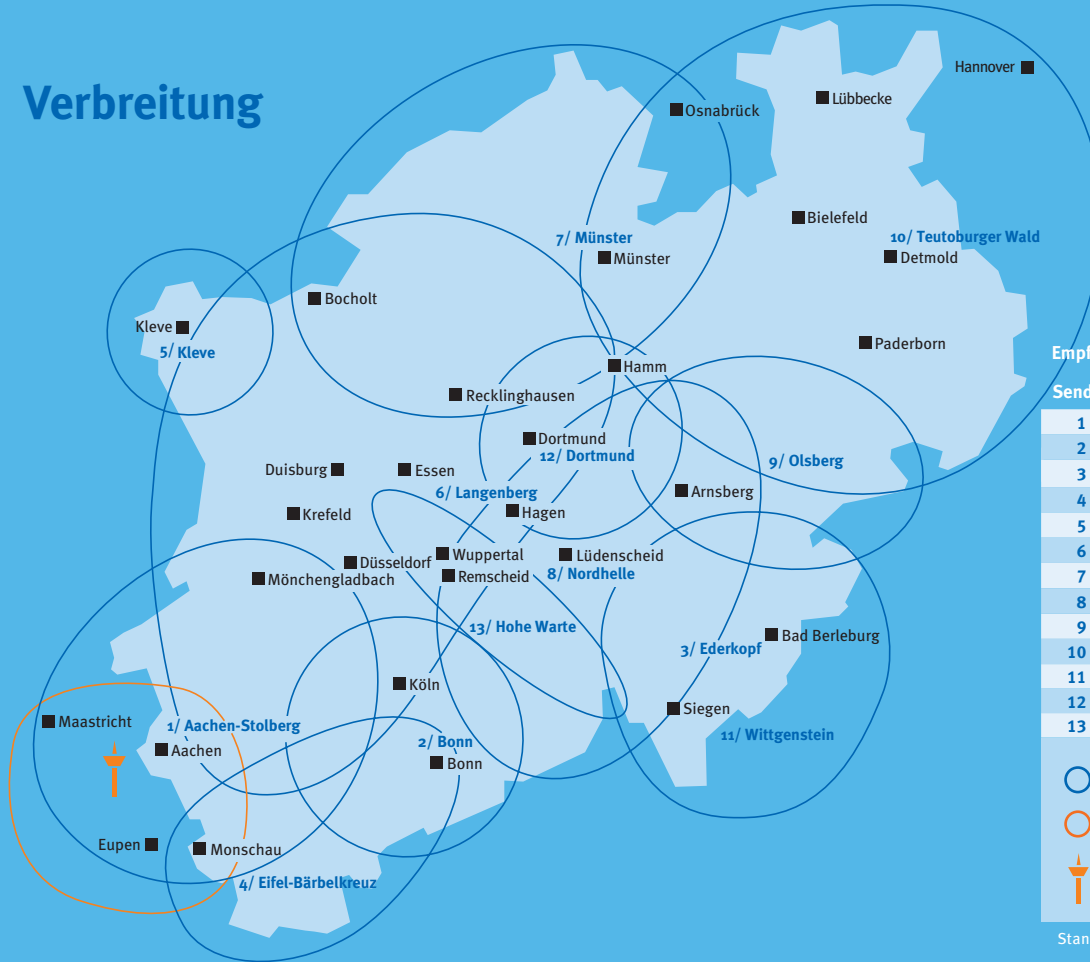 Verbreitung
Hannover
Lübbecke
Osnabrück
Bielefeld
7/ Münster
10/ Teutoburger Wald
Münster
Detmold
Bocholt
Kleve
5/ Kleve
Paderborn
Hamm
Recklinghausen
Dortmund
12/ Dortmund
9/ Olsberg
Duisburg
Essen
6/ Langenberg
Arnsberg
Krefeld
Hagen
Düsseldorf
Wuppertal
Lüdenscheid
Mönchengladbach
Remscheid
8/ Nordhelle
13/ Hohe Warte
Bad Berleburg
3/ Ederkopf
Köln
Siegen
Maastricht
1/ Aachen-Stolberg
11/ Wittgenstein
Aachen
2/ Bonn
Bonn
Eupen
Monschau
4/ Eifel-Bärbelkreuz
Empf
Send
1
2
3
4
5
6
7
8
9
10
11
12
13
Stan